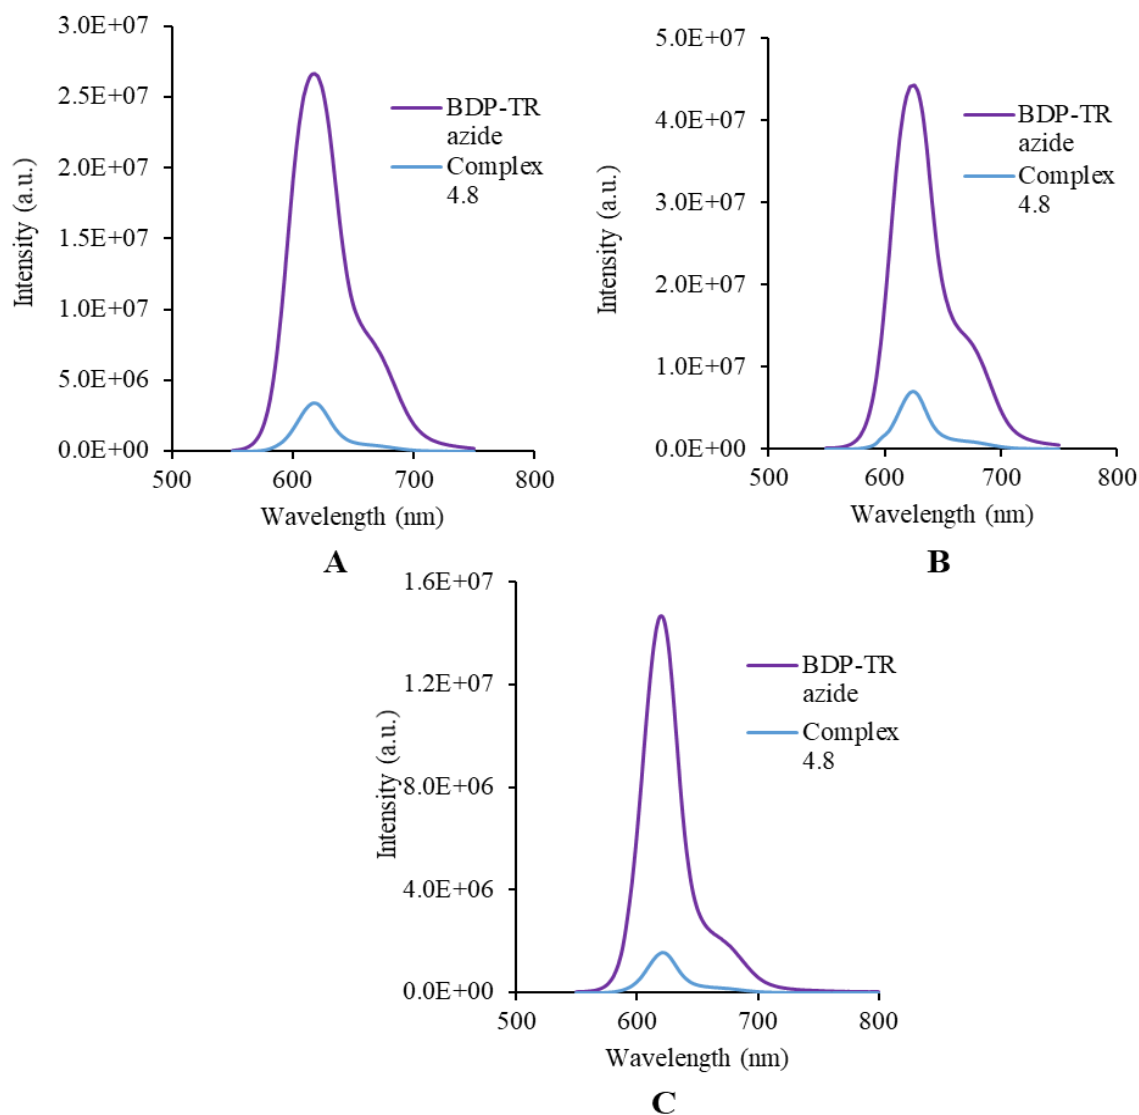 3.0E+07
2.5E+07
2.0E+07
1.5E+07
1.0E+07
5.0E+06
0.0E+00
500
600
700
800
Intensity (a.u.)
Wavelength (nm)
BDP-TR
azide
Complex
4.8
A
5.0E+07
4.0E+07
3.0E+07
2.0E+07
1.0E+07
0.0E+00
500
600
700
800
Intensity (a.u.)
Wavelength (nm)
BDP-TR
azide
Complex
4.8
B
1.6E+07
1.2E+07
8.0E+06
4.0E+06
0.0E+00
500
600
700
800
Intensity (a.u.)
Wavelength (nm)
BDP-TR
azide
Complex
4.8
C